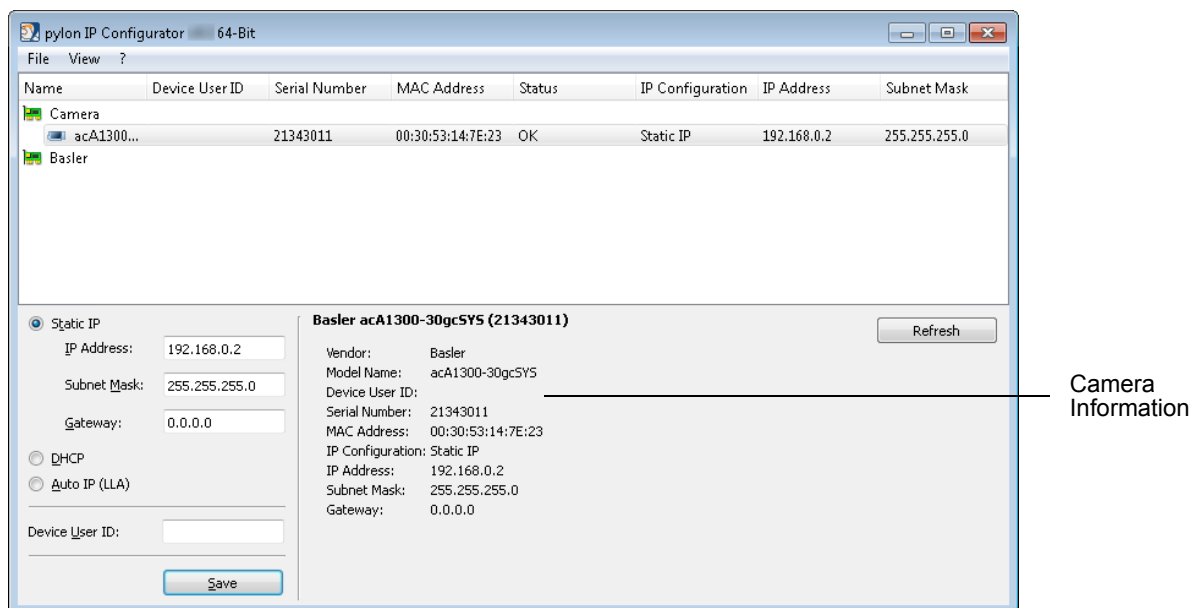 pylon IP Configurator 64-Bit
File View ?
Name Device User ID Serial Number MAC Address Status IP Configuration IP Address Subnet Mask
Camera
acA1300... 21343011 00:30:53:14:7E:23 OK Static IP 192.168.0.2 255.255.255.0
Basler
Static IP
IP Address: 192.168.0.2
Subnet Mask: 255.255.255.0
Gateway: 0.0.0.0
DHCP
Auto IP (LLA)
Device User ID:
Save
Basler acA1300-30gcSYS (21343011)
Vendor: Basler
Model Name: acA1300-30gcSYS
Device User ID:
Serial Number: 21343011
MAC Address: 00:30:53:14:7E:23
IP Configuration: Static IP
IP Address: 192.168.0.2
Subnet Mask: 255.255.255.0
Gateway: 0.0.0.0
Refresh
Camera
Information